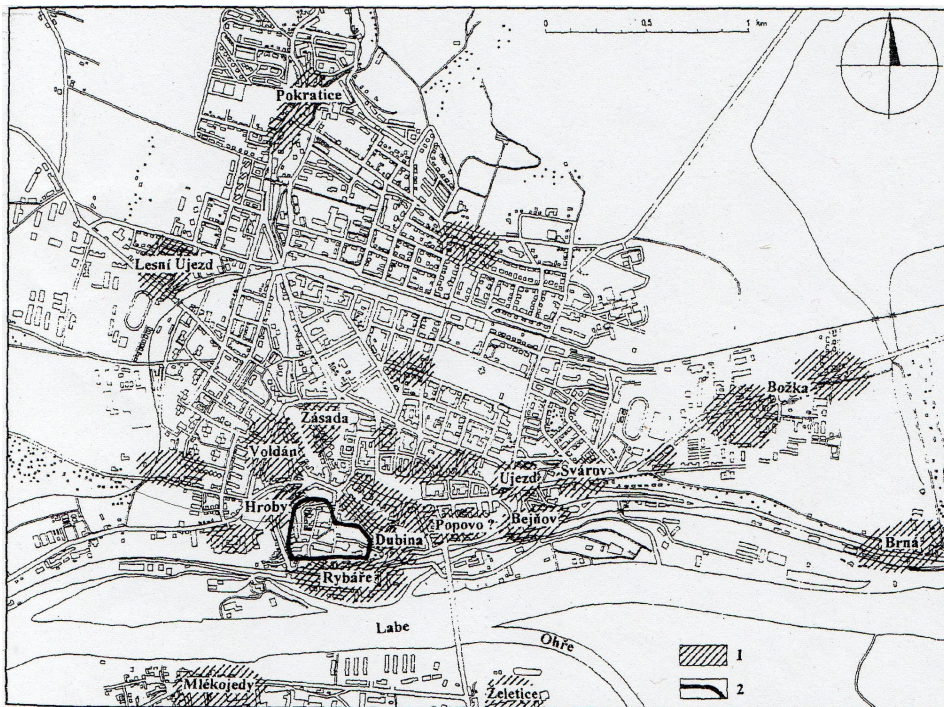 0 0,5 1 km
Pokratice
Lesní Újezd
Božka
Zásada
Voldán
Újezd
Svárov
Hroby
Popovo ?
Bejňov
Dubina
Brná
Rybáře
Labe
Ohře
1
Mlékojedy
Želetice
2